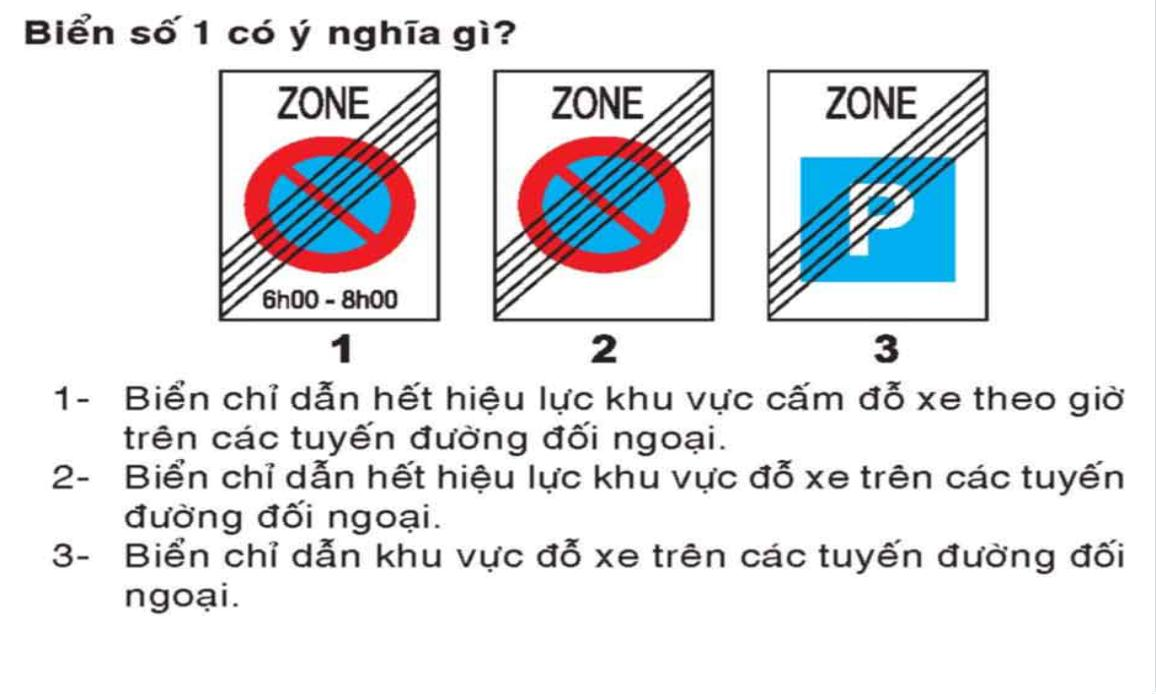 Biển số 1 có ý nghĩa gì?
ZONE ZONE ZONE
P
6h00 - 8h00
1 2 3
1- Biển chỉ dẫn hết hiệu lực khu vực cấm đỗ xe theo giờ
trên các tuyến đường đối ngoại.
2- Biển chỉ dẫn hết hiệu lực khu vực đỗ xe trên các tuyến
đường đối ngoại.
3- Biển chỉ dẫn khu vực đỗ xe trên các tuyến đường đối
ngoại.